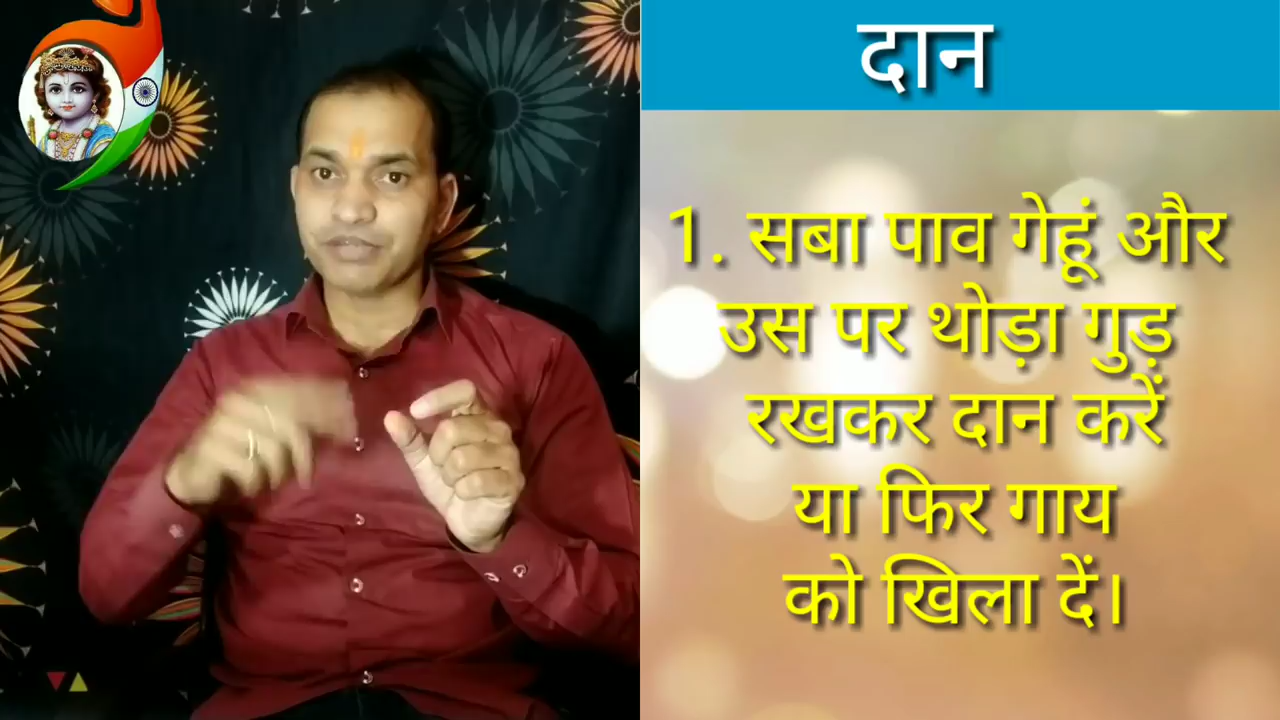 दान
1. सबा पाव गेहूं और
उस पर थोड़ा गुड़
रखकर दान करें
या फिर गाय
को खिला दें।